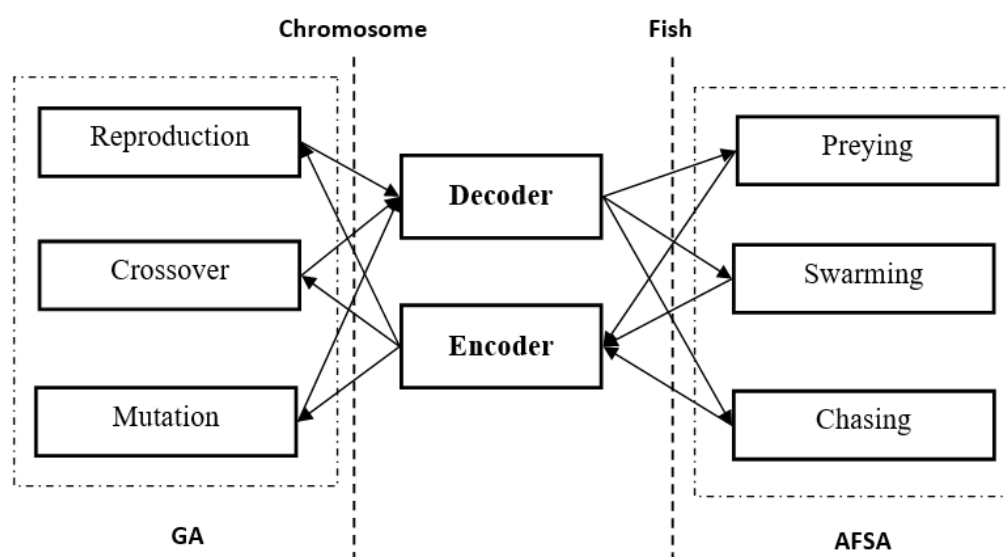 Chromosome
Fish
Reproduction
Preying
Decoder
Crossover
Swarming
Encoder
Mutation
Chasing
GA
AFSA